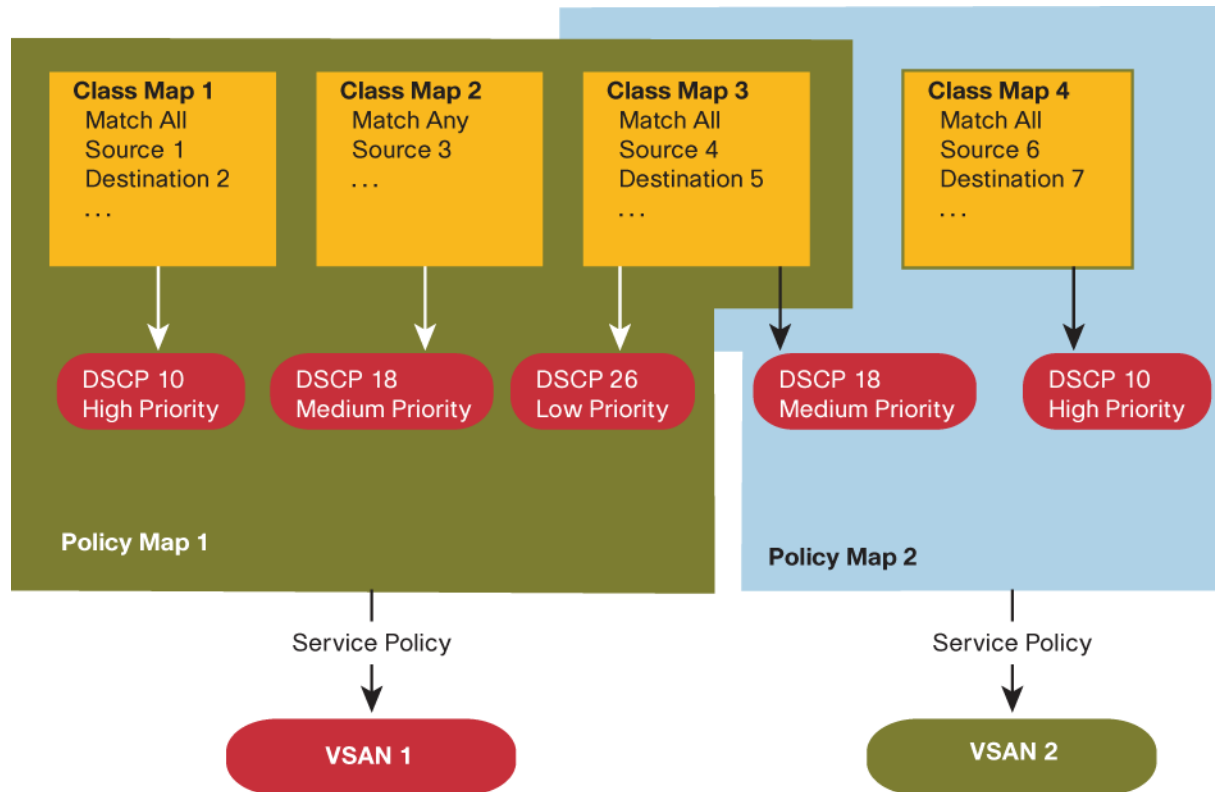 Class Map 1
Match All
Source 1
Destination 2
...
Class Map 2
Match Any
Source 3
...
Class Map 3
Match All
Source 4
Destination 5
...
Class Map 4
Match All
Source 6
Destination 7
...
DSCP 10
High Priority
DSCP 18
Medium Priority
DSCP 26
Low Priority
DSCP 18
Medium Priority
DSCP 10
High Priority
Policy Map 1
Policy Map 2
Service Policy
Service Policy
VSAN 1
VSAN 2